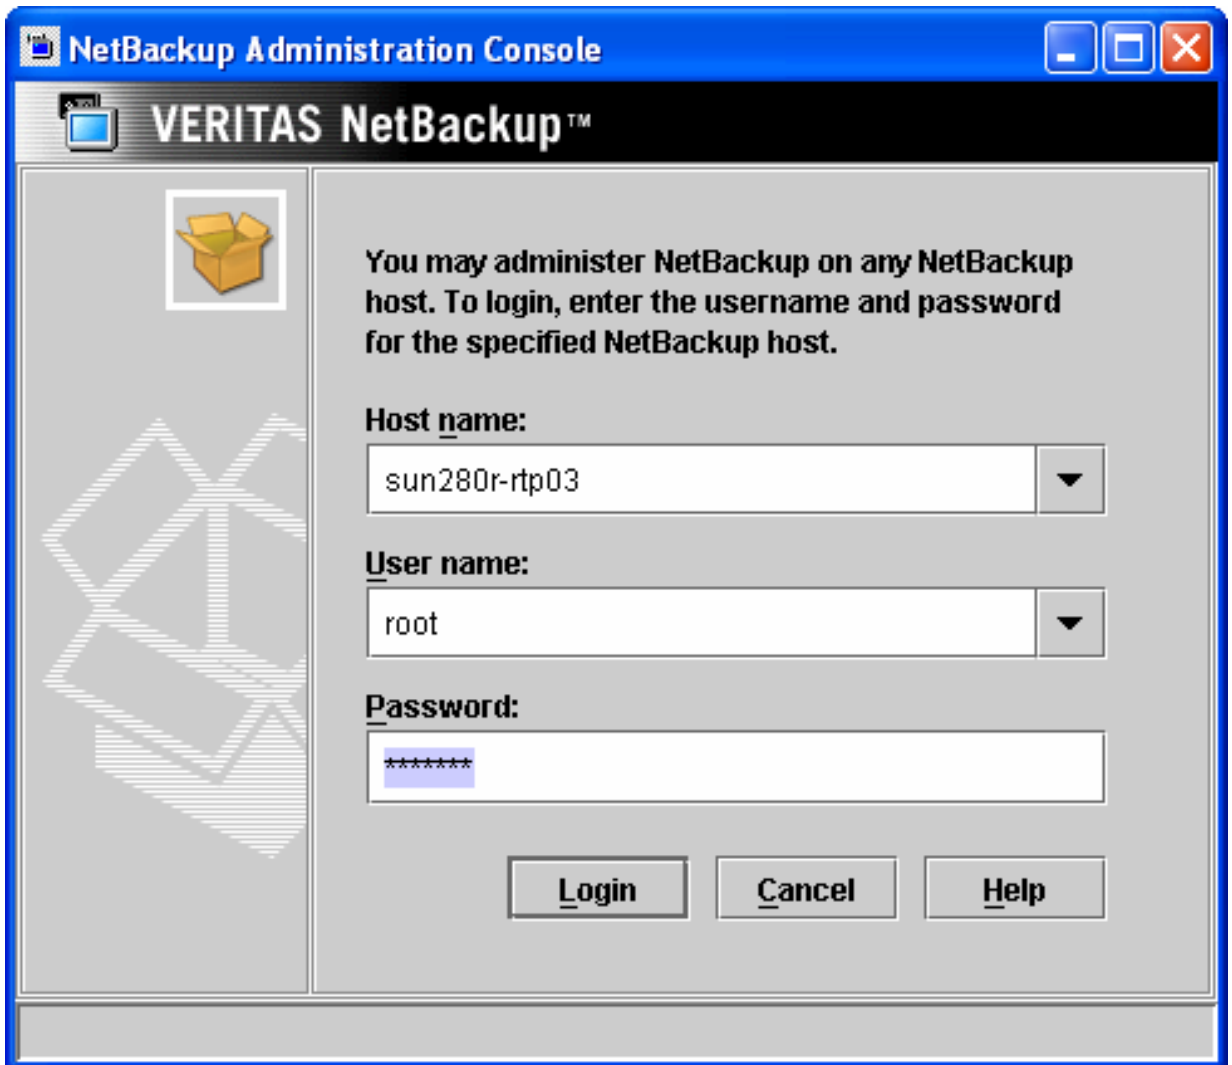 NetBackup Administration Console
VERITAS NetBackup™
You may administer NetBackup on any NetBackup
host. To login, enter the username and password
for the specified NetBackup host.
Host name:
sun280r-rtp03
User name:
root
Password:
*******
Login Cancel Help